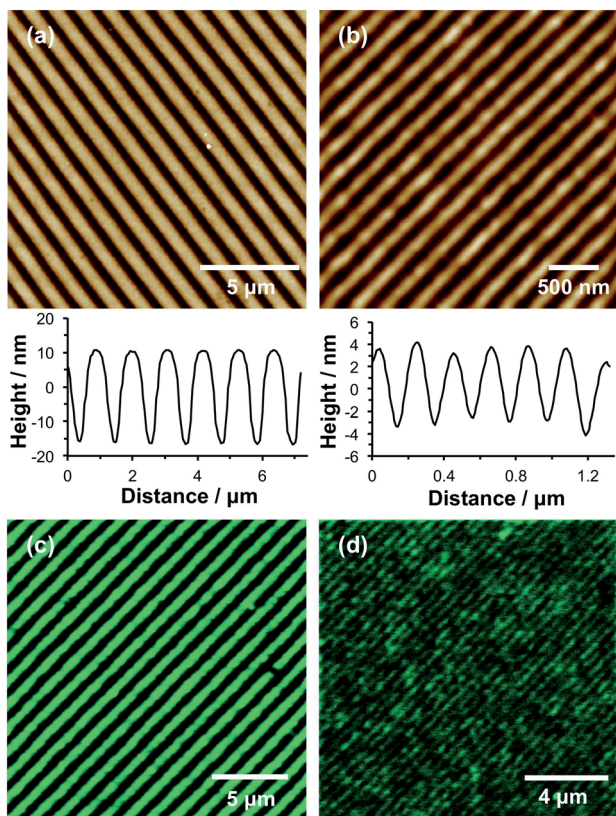 (a)
(b)
5 µm
500 nm
20
10
0
-10
-20
Height / nm
0
2
4
6
Distance / µm
6
4
2
0
-2
-4
-6
Height / nm
0
0.4
0.8
1.2
Distance / µm
(c)
(d)
5 µm
4 µm